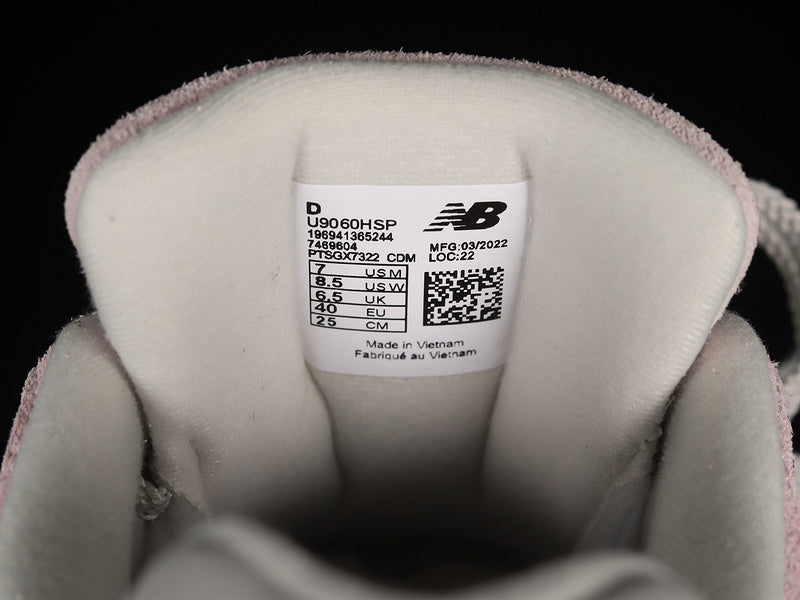 D
U9060HSP
196941365244
7469604
PTSGX7322 CDM
NB
MFG:03/2022
LOC:22
7 US M
8.5 US W
6.5 UK
40 EU
25 CM
Made in Vietnam
Fabriqué au Vietnam